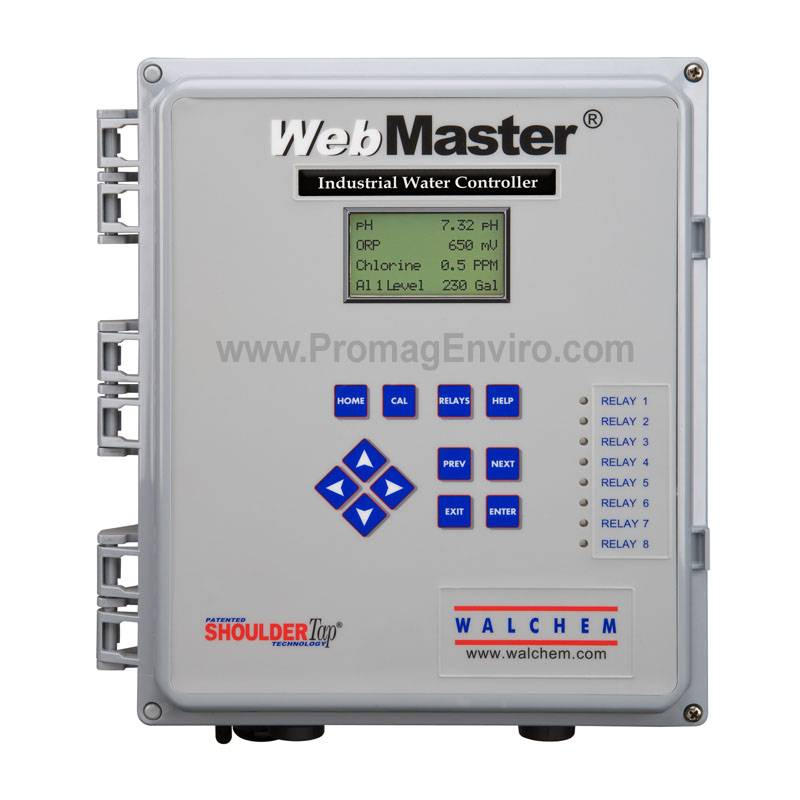 WebMaster®
Industrial Water Controller
pH 7.32 pH
ORP 650 mV
Chlorine 0.5 PPM
Al1Level 230 Gal
www.PromagEnviro.com
HOME CAL RELAYS HELP
PREV NEXT
EXIT ENTER
RELAY 1
RELAY 2
RELAY 3
RELAY 4
RELAY 5
RELAY 6
RELAY 7
RELAY 8
PATENTED
SHOULDERTap®
TECHNOLOGY
WALCHEM
www.walchem.com